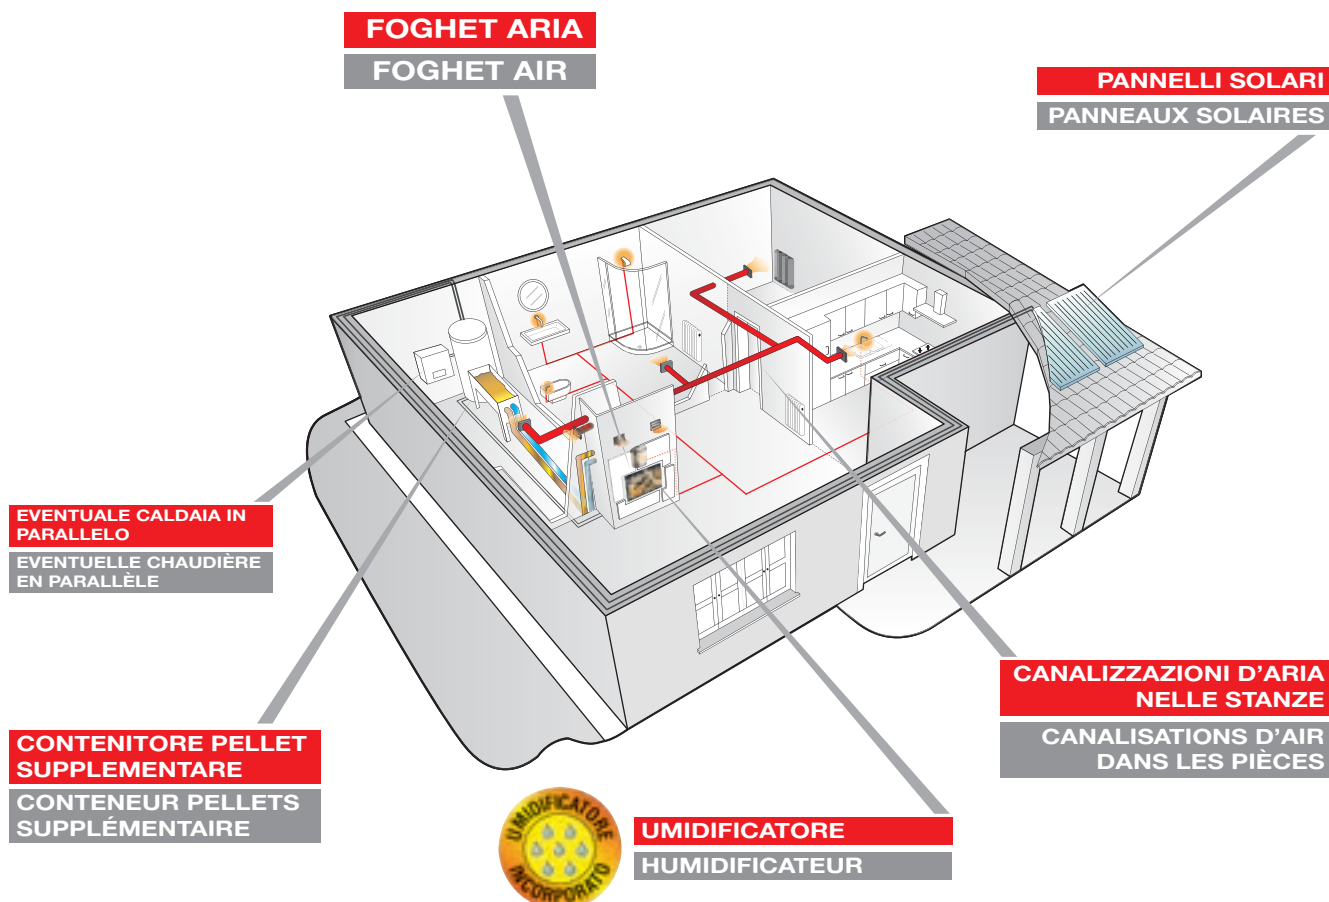 FOGHET ARIA
FOGHET AIR
PANNELLI SOLARI
PANNEAUX SOLAIRES
EVENTUALE CALDAIA IN
PARALLELO
EVENTUELLE CHAUDIÈRE
EN PARALLÈLE
CANALIZZAZIONI D'ARIA
NELLE STANZE
CANALISATIONS D'AIR
DANS LES PIÈCES
CONTENITORE PELLET
SUPPLEMENTARE
CONTENEUR PELLETS
SUPPLÉMENTAIRE
UMIDIFICATORE
INCORPORATO
UMIDIFICATORE
HUMIDIFICATEUR